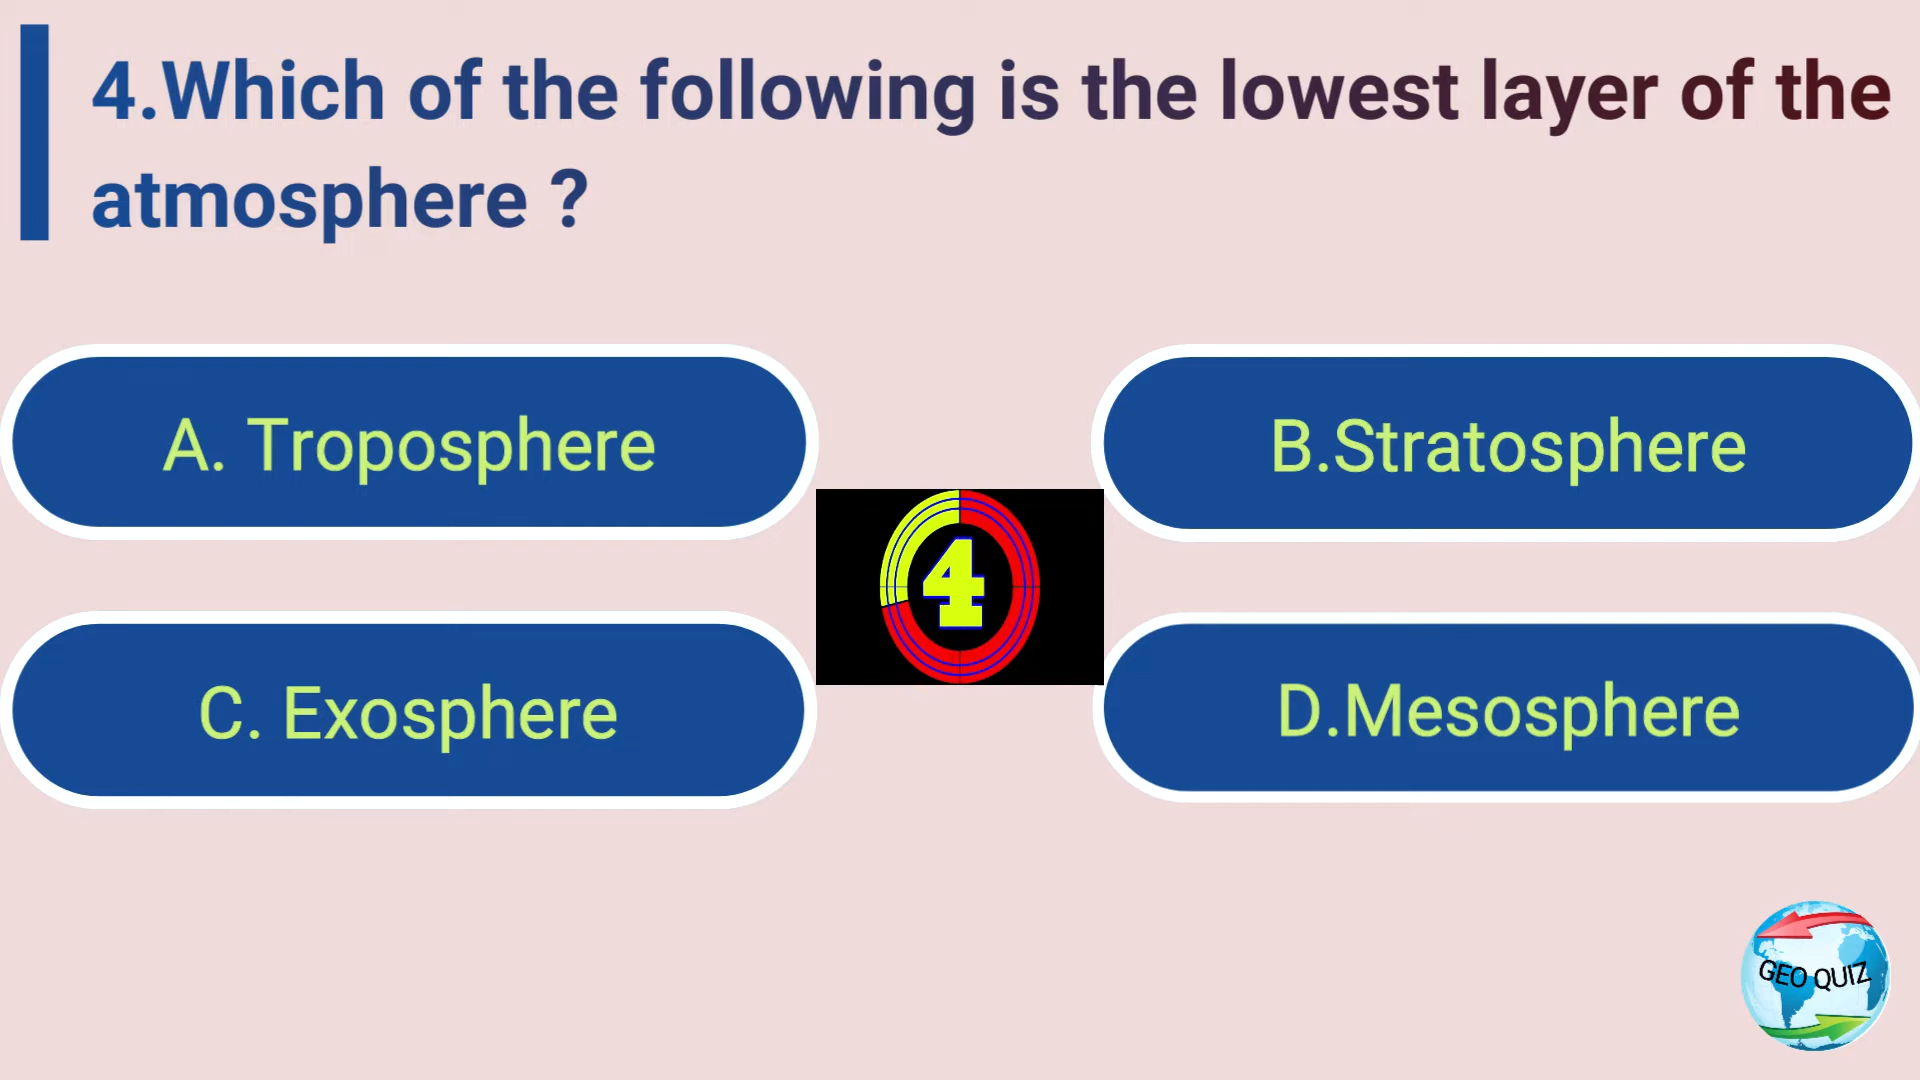 4.Which of the following is the lowest layer of the
atmosphere ?
A. Troposphere
B.Stratosphere
4
C. Exosphere
D.Mesosphere
GEO QUIZ